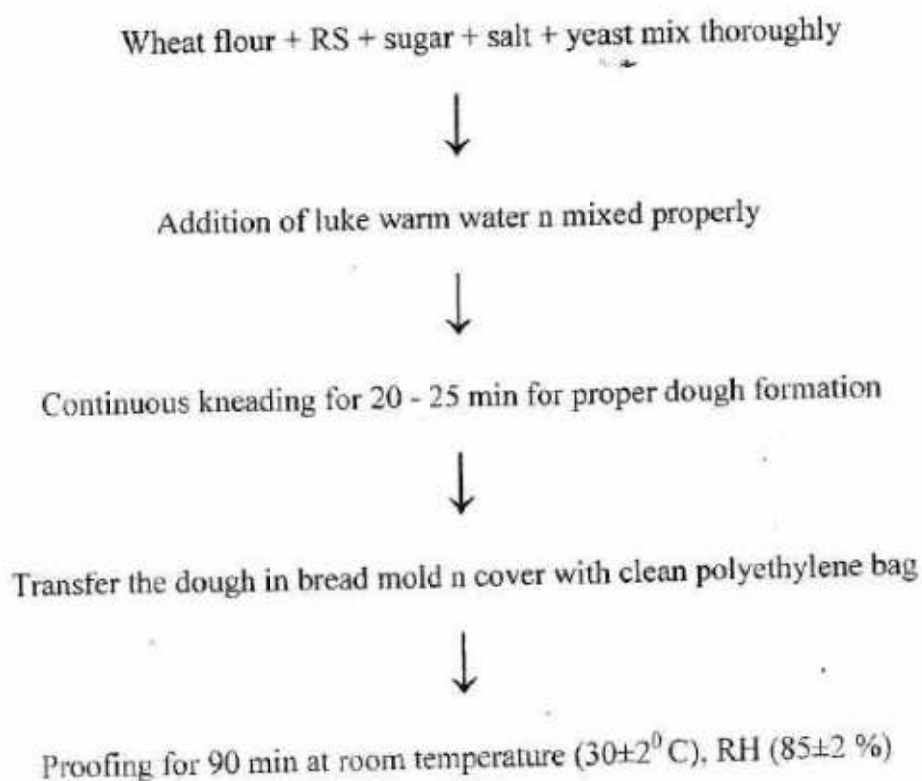 Wheat flour + RS + sugar + salt + yeast mix thoroughly
Addition of luke warm water n mixed properly
Continuous kneading for 20 - 25 min for proper dough formation
Transfer the dough in bread mold n cover with clean polyethylene bag
Proofing for 90 min at room temperature (30±2⁰ C), RH (85±2 %)